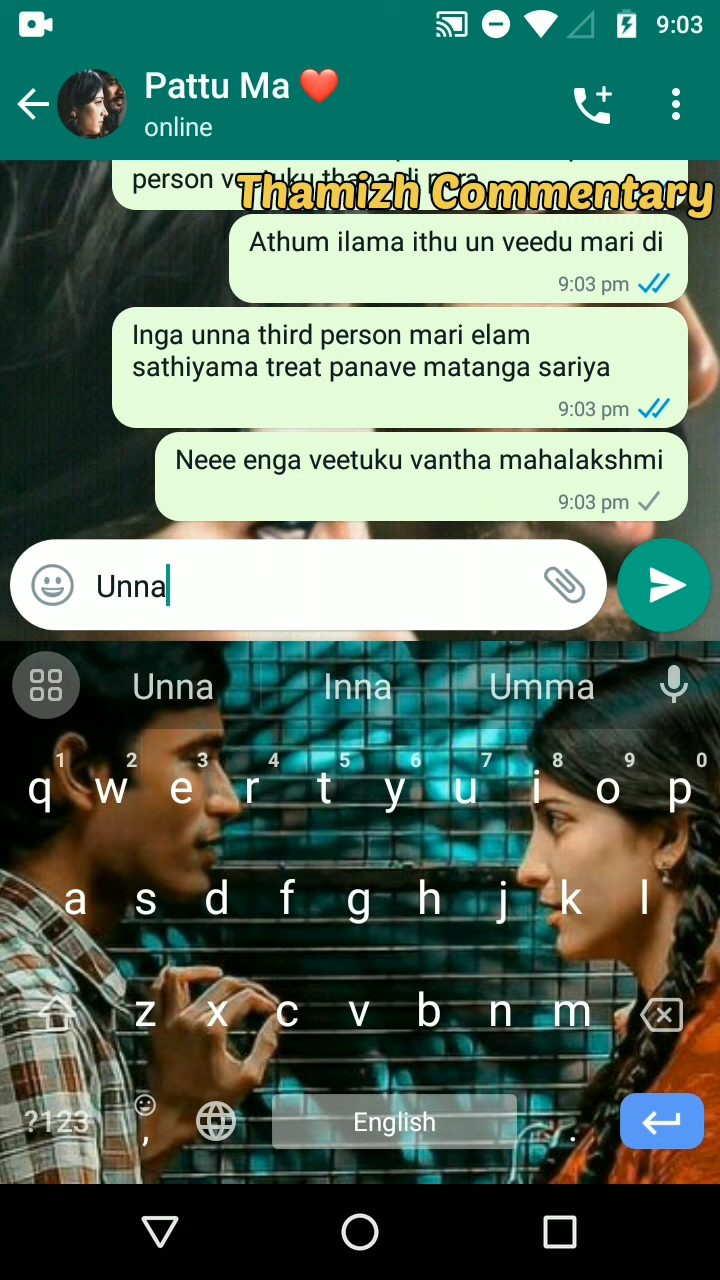 9:03
Pattu Ma ❤️
online
person
Thamizh Commentary
Athum ilama ithu un veedu mari di
9:03 pm
Inga unna third person mari elam
sathiyama treat panave matanga sariya
9:03 pm
Neee enga veetuku vantha mahalakshmi
9:03 pm
Unna
Unna Inna Umma
1 2 3 4 5 6 7 8 9 0
q w e r t y u i o p
a s d f g h j k l
z x c v b n m
?123 , English .